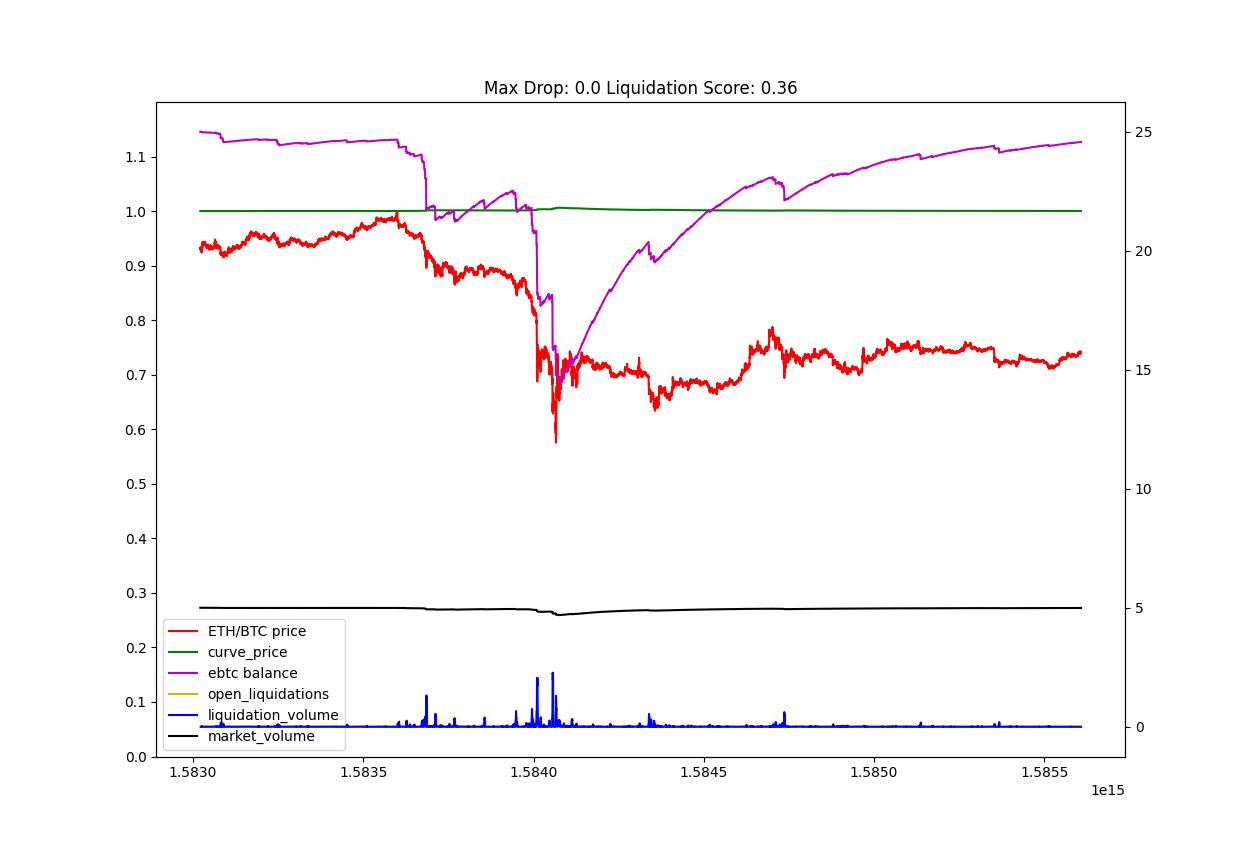 Max Drop: 0.0 Liquidation Score: 0.36
1.1
1.0
0.9
0.8
0.7
0.6
0.5
0.4
0.3
0.2
0.1
0.0
25
20
15
10
5
0
ETH/BTC price
curve_price
ebtc balance
open_liquidations
liquidation_volume
market_volume
1.5830 1.5835 1.5840 1.5845 1.5850 1.5855
1e15